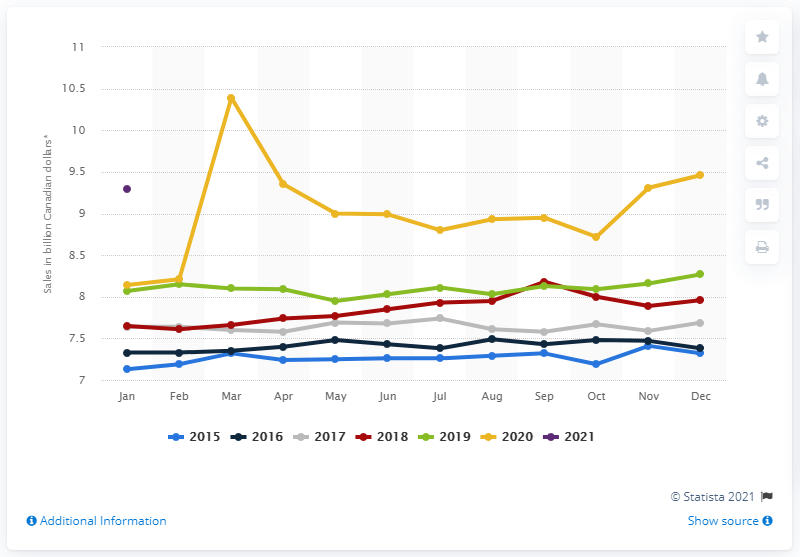 11
10.5
10
9.5
9
8.5
8
7.5
7
Sales in billion Canadian dollars*
Jan Feb Mar Apr May Jun Jul Aug Sep Oct Nov Dec
2015 2016 2017 2018 2019 2020 2021
© Statista 2021
Additional Information Show source